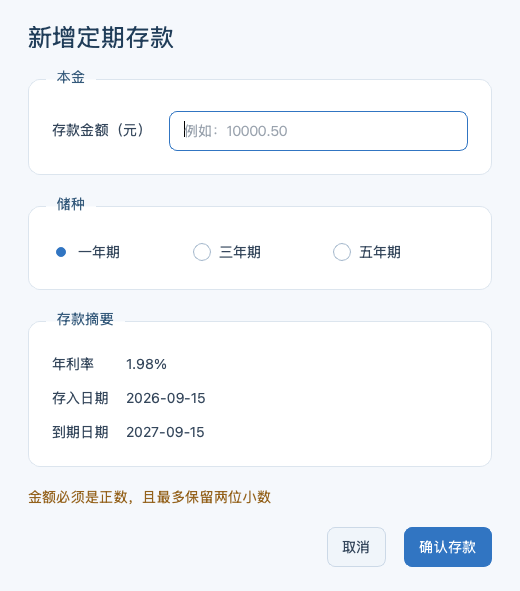 新增定期存款
本金
存款金额（元） 例如：10000.50
储种
一年期 三年期 五年期
存款摘要
年利率 1.98%
存入日期 2026-09-15
到期日期 2027-09-15
金额必须是正数，且最多保留两位小数
取消 确认存款